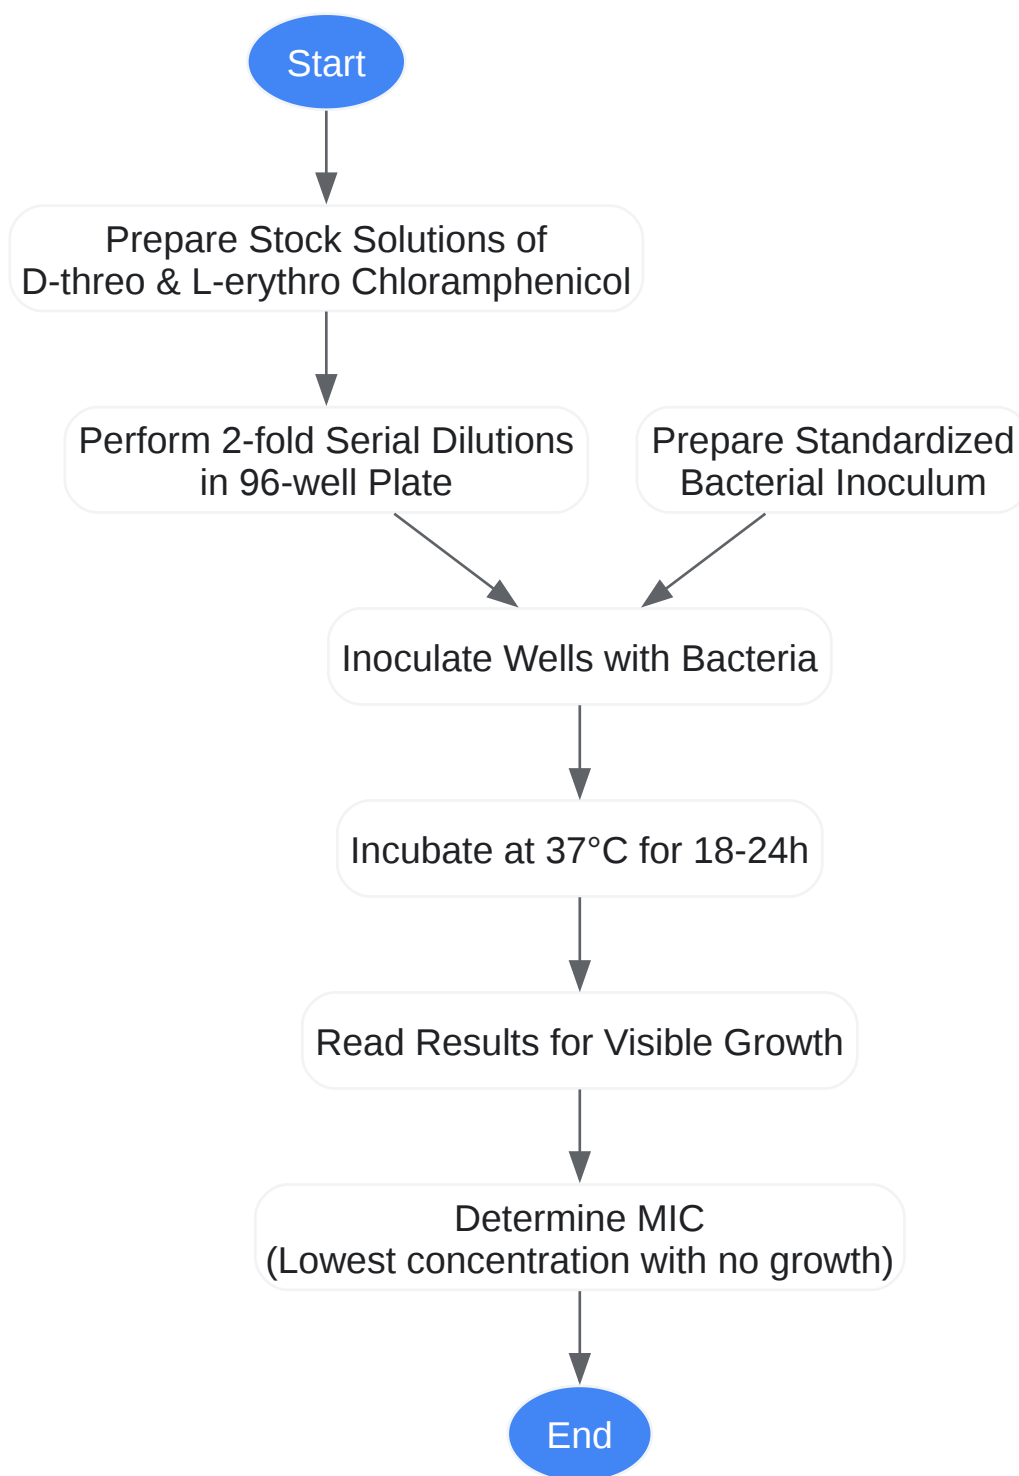 Start
Prepare Stock Solutions of
D-threo & L-erythro Chloramphenicol
Perform 2-fold Serial Dilutions
in 96-well Plate
Prepare Standardized
Bacterial Inoculum
Inoculate Wells with Bacteria
Incubate at 37°C for 18-24h
Read Results for Visible Growth
Determine MIC
(Lowest concentration with no growth)
End